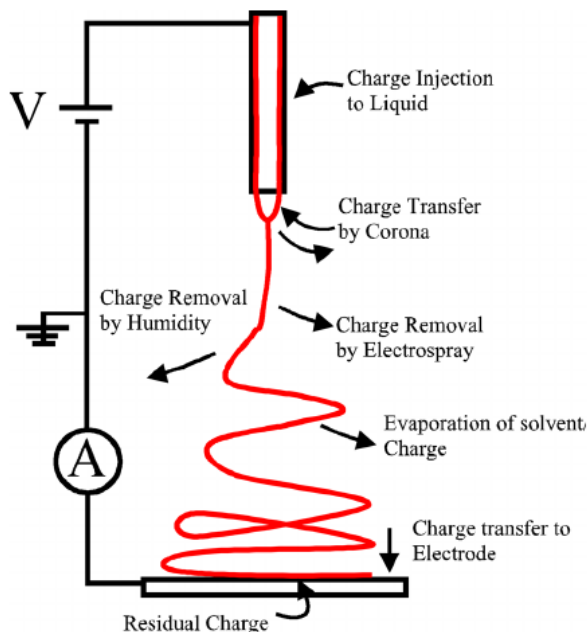 Charge Injection
to Liquid
V
Charge Transfer
by Corona
Charge Removal
by Humidity
Charge Removal
by Electrospray
Evaporation of solvent/
Charge
A
Charge transfer to
Electrode
Residual Charge